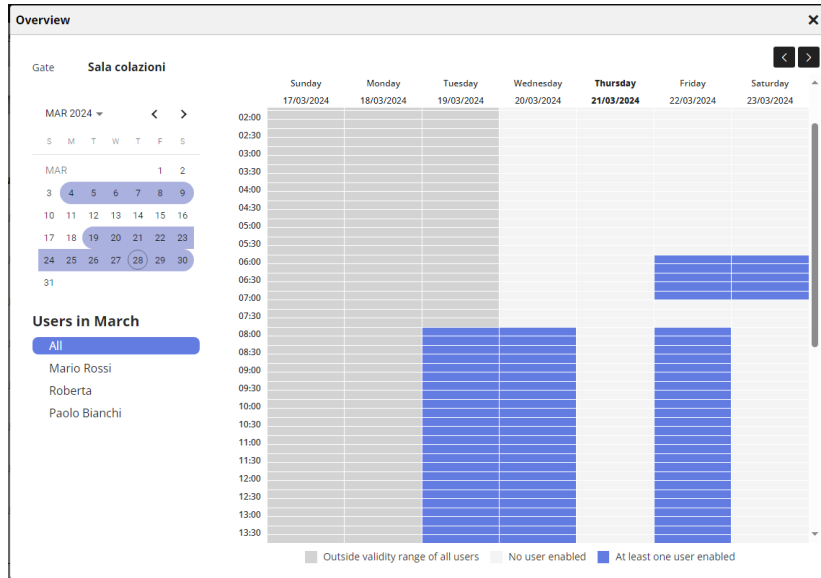 Overview
Gate Sala colazioni
MAR 2024
S M T W T F S
MAR 1 2
3 4 5 6 7 8 9
10 11 12 13 14 15 16
17 18 19 20 21 22 23
24 25 26 27 28 29 30
31
Users in March
All
Mario Rossi
Roberta
Paolo Bianchi
Sunday Monday Tuesday Wednesday Thursday Friday Saturday
17/03/2024 18/03/2024 19/03/2024 20/03/2024 21/03/2024 22/03/2024 23/03/2024
02:00
02:30
03:00
03:30
04:00
04:30
05:00
05:30
06:00
06:30
07:00
07:30
08:00
08:30
09:00
09:30
10:00
10:30
11:00
11:30
12:00
12:30
13:00
13:30
Outside validity range of all users No user enabled At least one user enabled